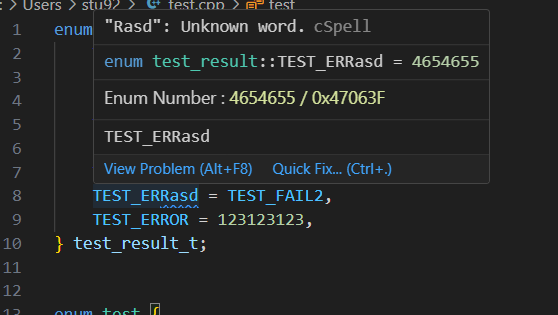 > Users > stu92 > test.cpp > test
1 enum
"Rasd": Unknown word. cSpell
2
3
enum test_result::TEST_ERRasd = 4654655
4
Enum Number : 4654655 / 0x47063F
5
6
TEST_ERRasd
7
View Problem (Alt+F8) Quick Fix... (Ctrl+.)
8 TEST_ERRasd = TEST_FAIL2,
9 TEST_ERROR = 123123123,
10 } test_result_t;
11
12
13 enum test {